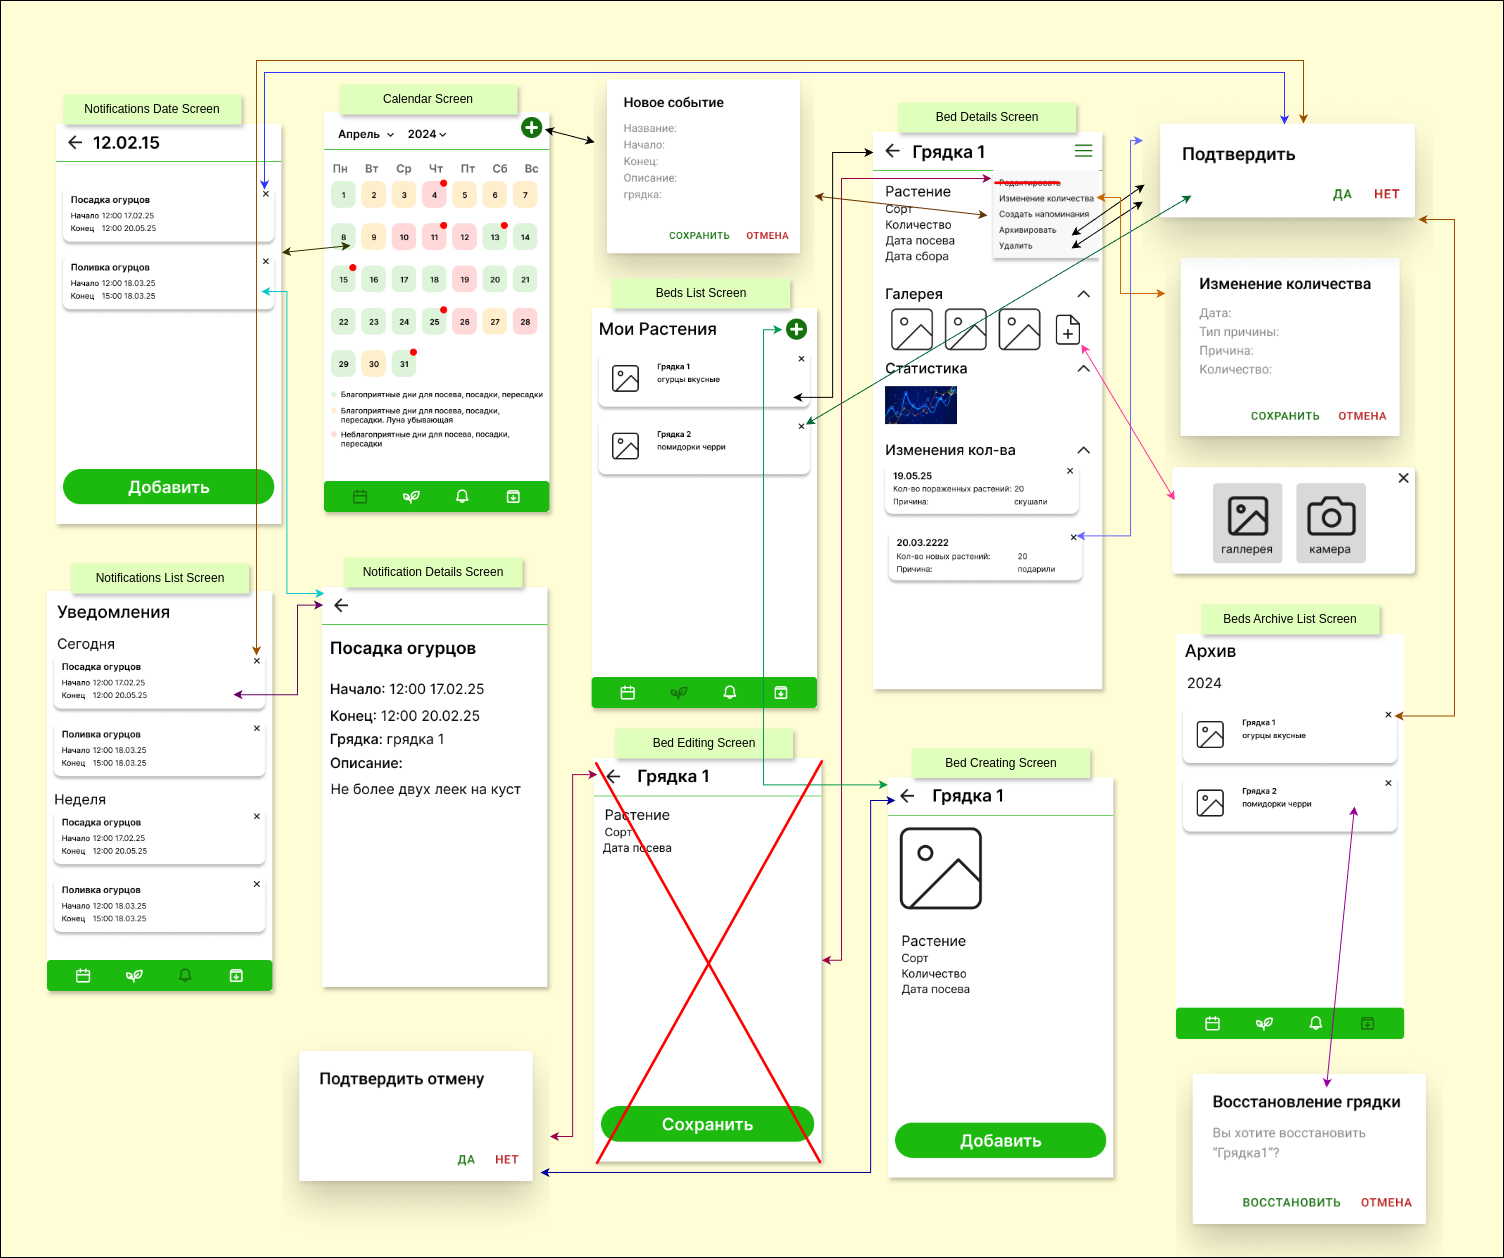 Notifications Date Screen
12.02.15
Посадка огурцов
Начало 12:00 17.02.25
Конец 12:00 20.05.25
Поливка огурцов
Начало 12:00 18.03.25
Конец 15:00 18.03.25
Добавить
Calendar Screen
Апрель 2024
Пн Вт Ср Чт Пт Сб Вс
1 2 3 4 5 6 7
8 9 10 11 12 13 14
15 16 17 18 19 20 21
22 23 24 25 26 27 28
29 30 31
Благоприятные дни для посева, посадки, пересадки
Благоприятные дни для посева, посадки,
пересадки. Луна убывающая
Неблагоприятные дни для посева, посадки,
пересадки
Новое событие
Название:
Начало:
Конец:
Описание:
грядка:
СОХРАНИТЬ ОТМЕНА
Beds List Screen
Мои Растения
Грядка 1
огурцы вкусные
Грядка 2
помидорки черри
Bed Details Screen
Грядка 1
Редактировать
Изменение количества
Создать напоминания
Архивировать
Удалить
Растение
Сорт
Количество
Дата посева
Дата сбора
Галерея
Статистика
Изменения кол-ва
19.05.25
Кол-во пораженных растений: 20
Причина: скушали
20.03.2222
Кол-во новых растений: 20
Причина: подарили
Подтвердить
ДА НЕТ
Изменение количества
Дата:
Тип причины:
Причина:
Количество:
СОХРАНИТЬ ОТМЕНА
галлерея камера
Notifications List Screen
Уведомления
Сегодня
Посадка огурцов
Начало 12:00 17.02.25
Конец 12:00 20.05.25
Поливка огурцов
Начало 12:00 18.03.25
Конец 15:00 18.03.25
Неделя
Посадка огурцов
Начало 12:00 17.02.25
Конец 12:00 20.05.25
Поливка огурцов
Начало 12:00 18.03.25
Конец 15:00 18.03.25
Notification Details Screen
Посадка огурцов
Начало: 12:00 17.02.25
Конец: 12:00 20.02.25
Грядка: грядка 1
Описание:
Не более двух леек на куст
Bed Editing Screen
Грядка 1
Растение
Сорт
Дата посева
Сохранить
Bed Creating Screen
Грядка 1
Растение
Сорт
Количество
Дата посева
Добавить
Beds Archive List Screen
Архив
2024
Грядка 1
огурцы вкусные
Грядка 2
помидорки черри
Подтвердить отмену
ДА НЕТ
Восстановление грядки
Вы хотите восстановить
“Грядка1”?
ВОССТАНОВИТЬ ОТМЕНА